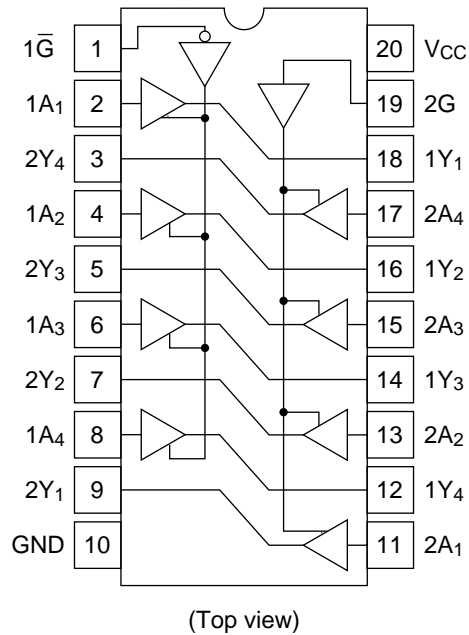 1G̅ 1 20 VCC
1A1 2 19 2G
2Y4 3 18 1Y1
1A2 4 17 2A4
2Y3 5 16 1Y2
1A3 6 15 2A3
2Y2 7 14 1Y3
1A4 8 13 2A2
2Y1 9 12 1Y4
GND 10 11 2A1
(Top view)